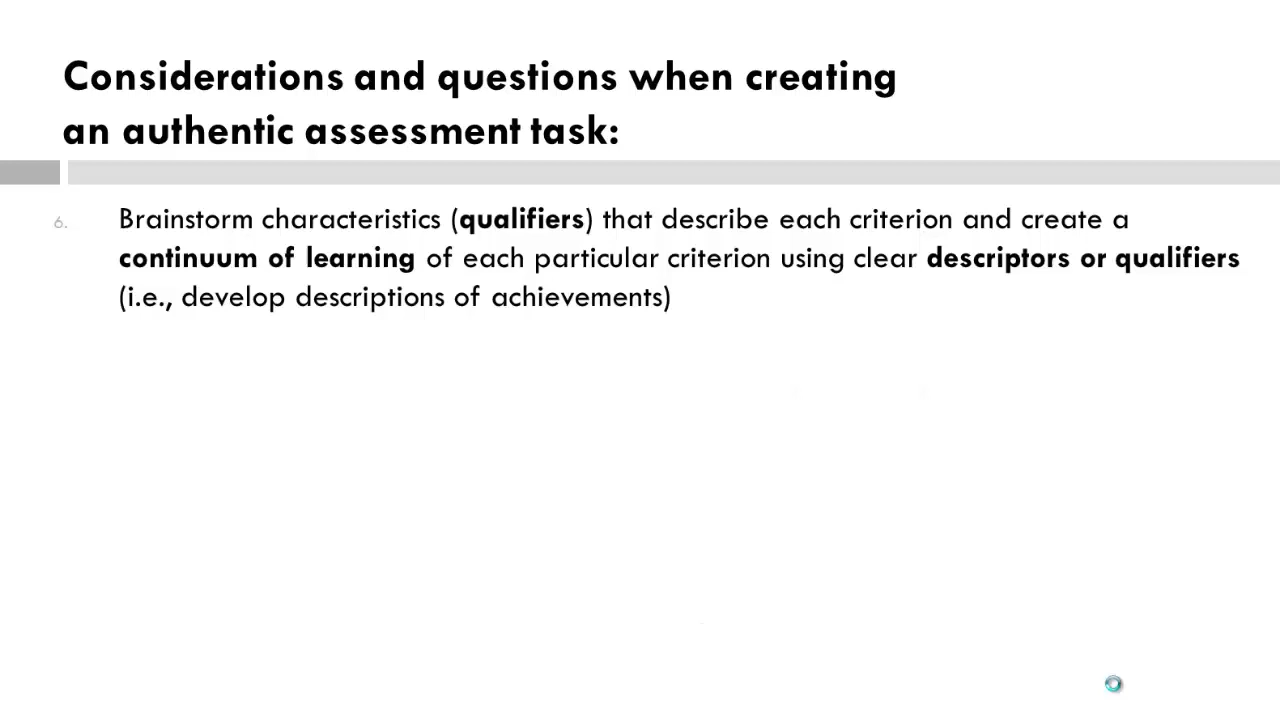 Considerations and questions when creating
an authentic assessment task:
6. Brainstorm characteristics (qualifiers) that describe each criterion and create a
continuum of learning of each particular criterion using clear descriptors or qualifiers
(i.e., develop descriptions of achievements)